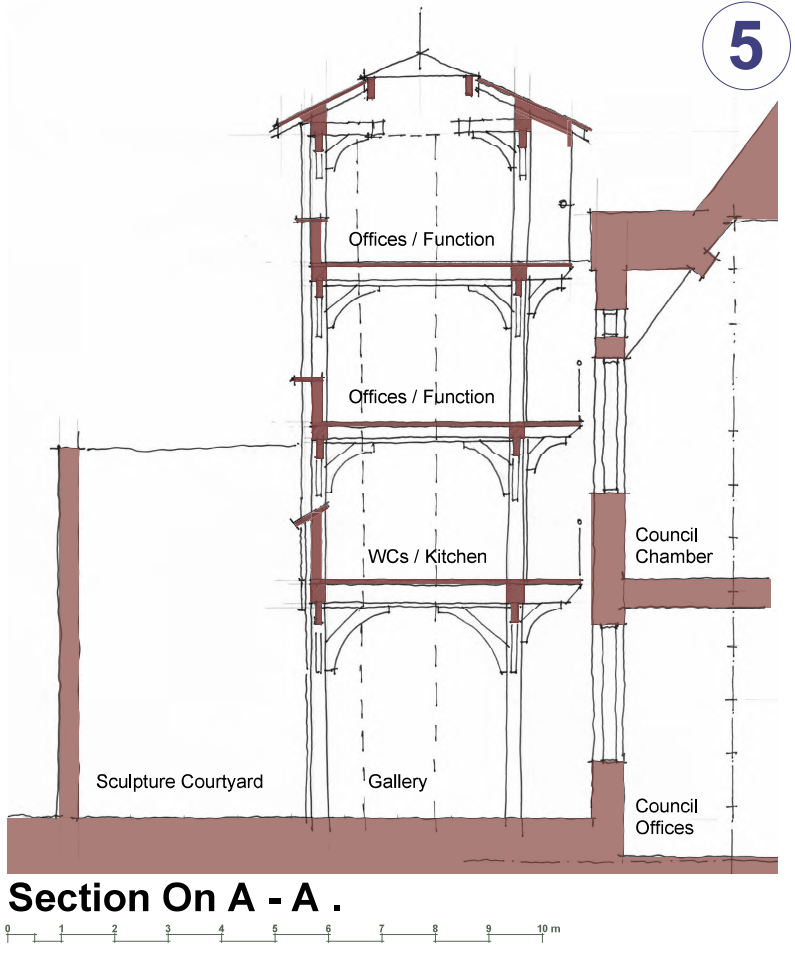 5
Offices / Function
Offices / Function
WCs / Kitchen
Council
Chamber
Sculpture Courtyard
Gallery
Council
Offices
Section On A - A .
0 1 2 3 4 5 6 7 8 9 10 m